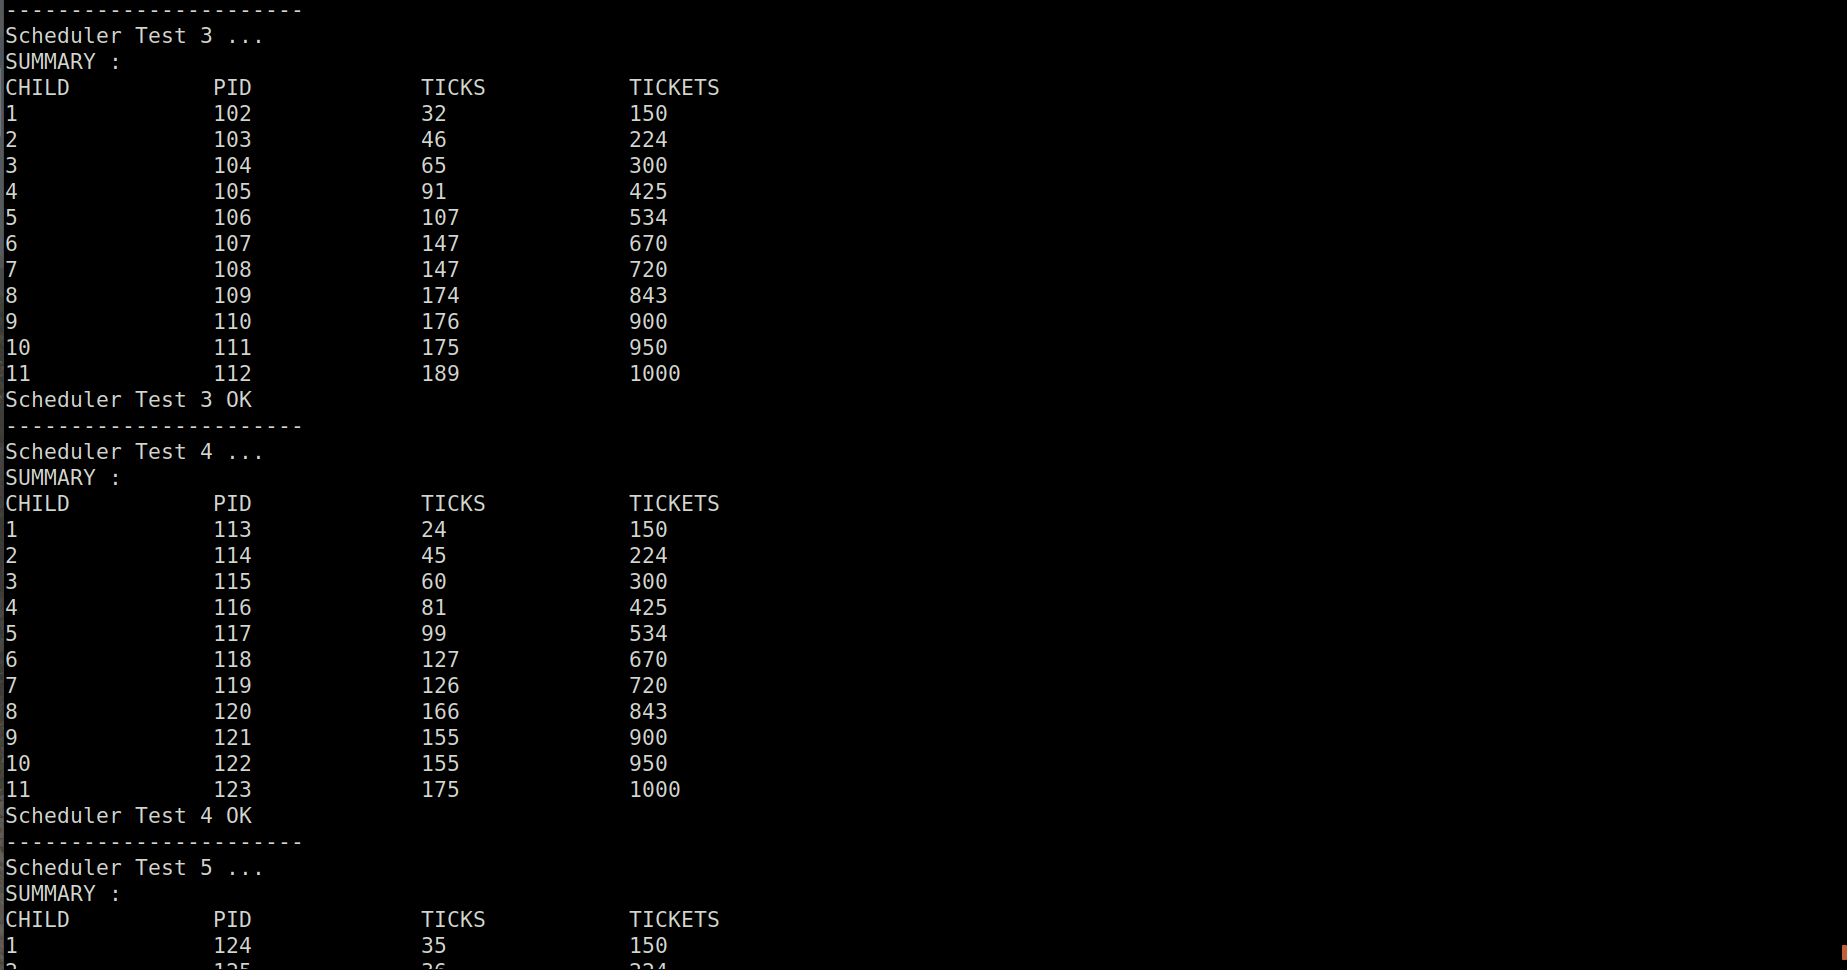 -----------------------
Scheduler Test 3 ...
SUMMARY :
CHILD PID TICKS TICKETS
1 102 32 150
2 103 46 224
3 104 65 300
4 105 91 425
5 106 107 534
6 107 147 670
7 108 147 720
8 109 174 843
9 110 176 900
10 111 175 950
11 112 189 1000
Scheduler Test 3 OK
-----------------------
Scheduler Test 4 ...
SUMMARY :
CHILD PID TICKS TICKETS
1 113 24 150
2 114 45 224
3 115 60 300
4 116 81 425
5 117 99 534
6 118 127 670
7 119 126 720
8 120 166 843
9 121 155 900
10 122 155 950
11 123 175 1000
Scheduler Test 4 OK
-----------------------
Scheduler Test 5 ...
SUMMARY :
CHILD PID TICKS TICKETS
1 124 35 150